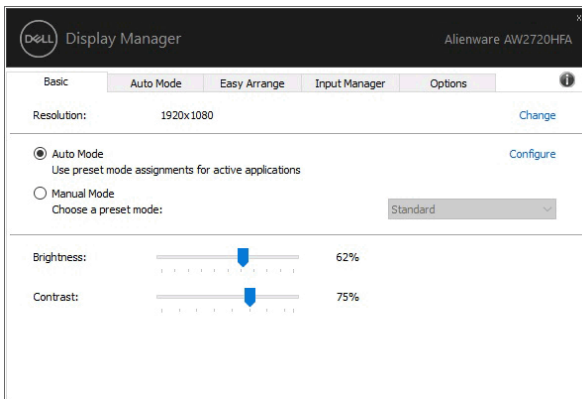 DELL Display Manager Alienware AW2720HFA
x
Basic Auto Mode Easy Arrange Input Manager Options i
Resolution: 1920x1080 Change
Auto Mode Configure
Use preset mode assignments for active applications
Manual Mode
Choose a preset mode: Standard
Brightness: 62%
Contrast: 75%